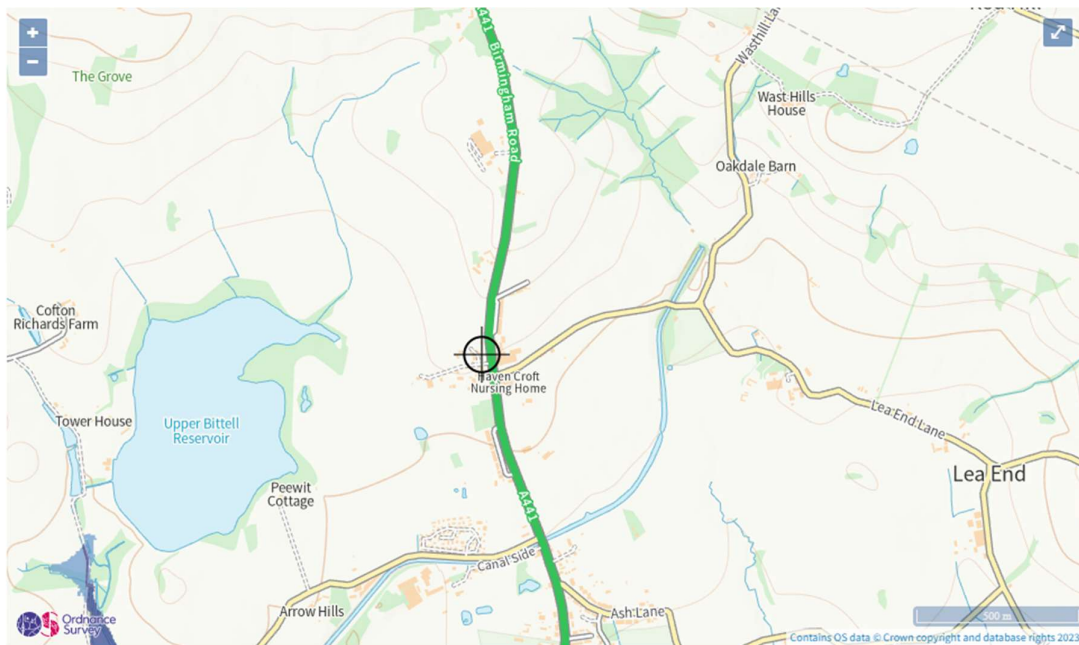 +
−
The Grove
A441 Birmingham Road
Wasthill La
Wast Hills
House
Oakdale Barn
Cofton
Richards Farm
Haven Croft
Nursing Home
Tower House
Upper Bittell
Reservoir
Lea End Lane
Lea End
Peewit
Cottage
A441
Canal Side
Arrow Hills
Ash Lane
OS
Ordnance
Survey
500 m
Contains OS data © Crown copyright and database rights 2023